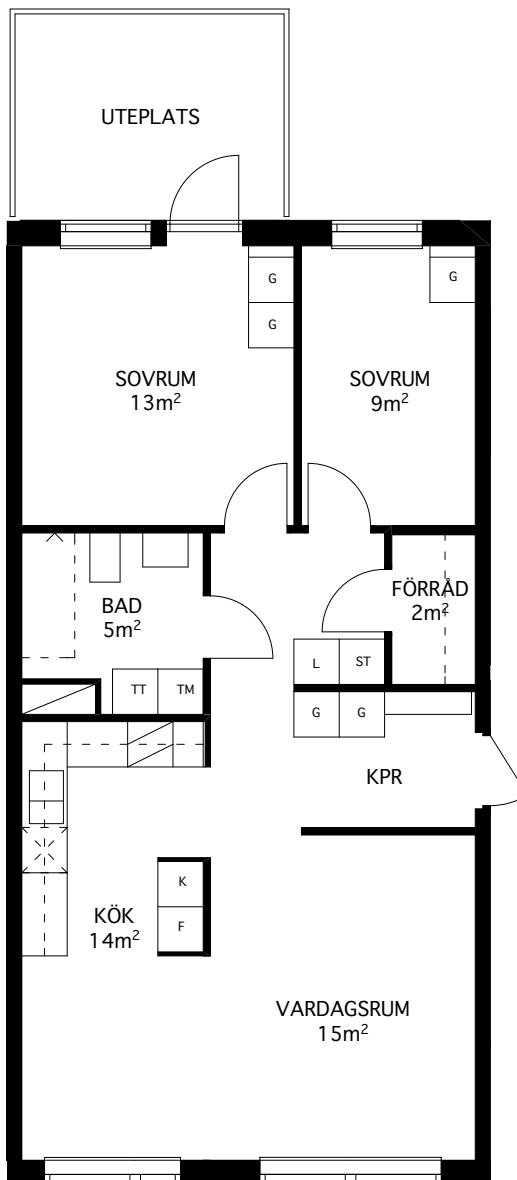 UTEPLATS
G
G
G
SOVRUM
13m²
SOVRUM
9m²
BAD
5m²
FÖRRÅD
2m²
L
ST
TT
TM
G
G
KPR
K
F
KÖK
14m²
VARDAGSRUM
15m²